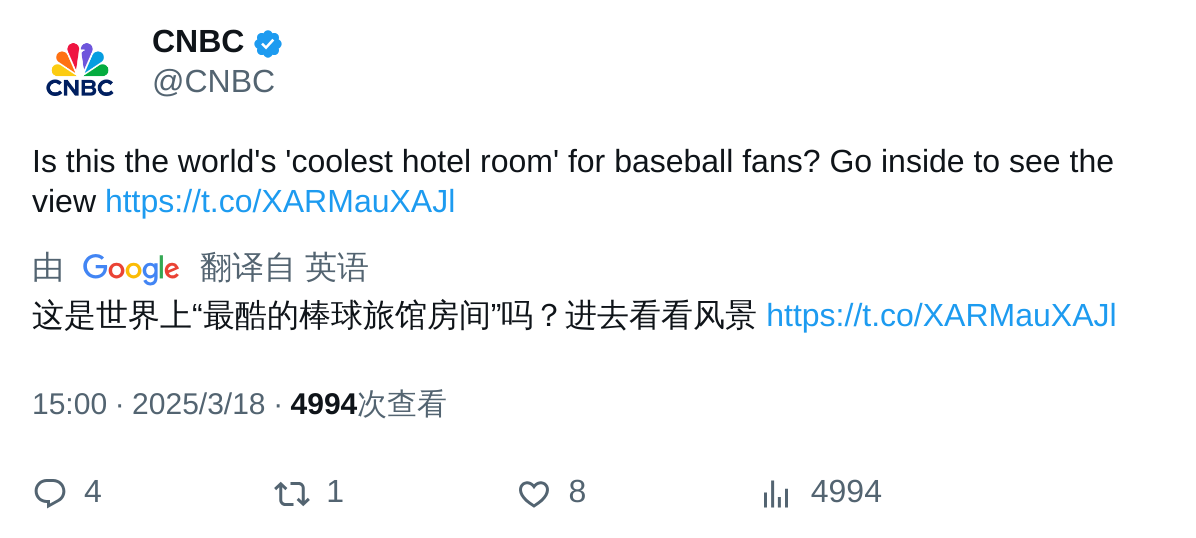 CNBC
CNBC
@CNBC
Is this the world's 'coolest hotel room' for baseball fans? Go inside to see the
view https://t.co/XARMauXAJl
由 Google 翻译自 英语
这是世界上“最酷的棒球旅馆房间”吗？进去看看风景 https://t.co/XARMauXAJl
15:00 · 2025/3/18 · 4994次查看
4 1 8 4994